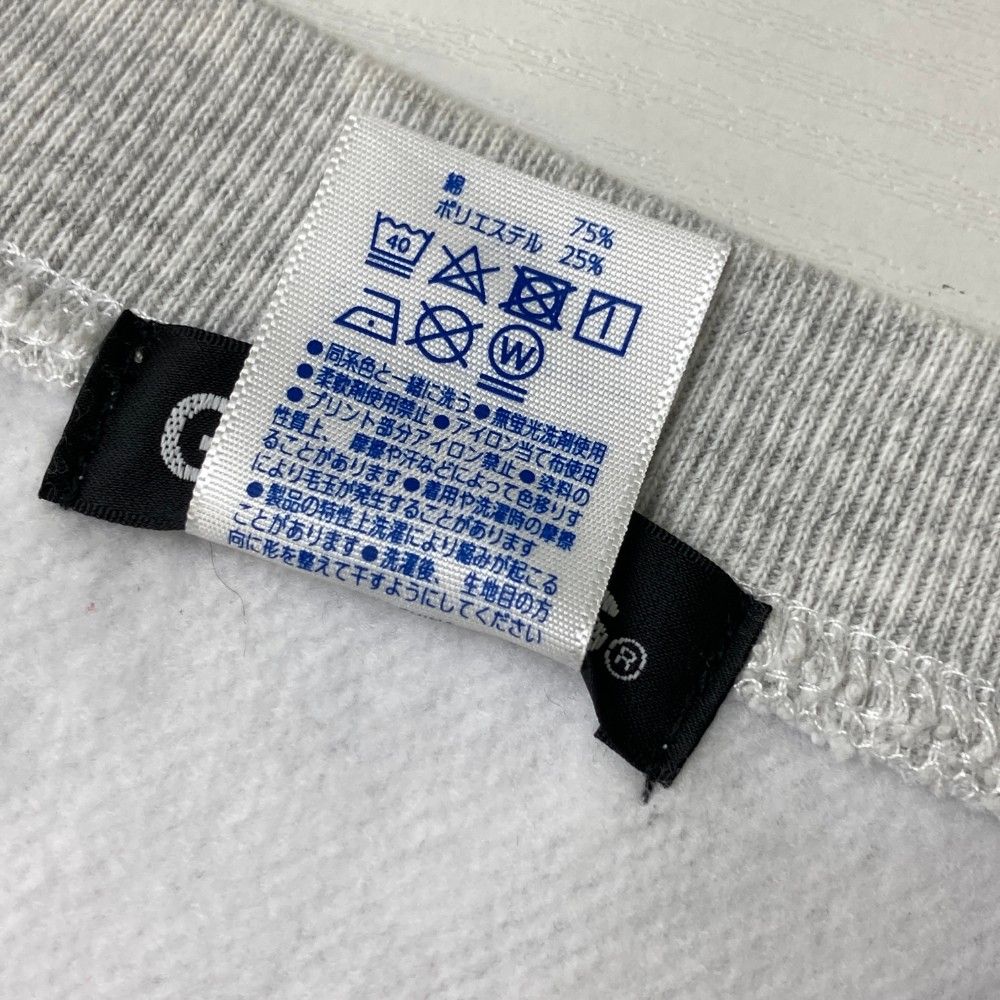 綿 75%
ポリエステル 25%
40
W
●同系色と一緒に洗う●無蛍光洗剤使用
●柔軟剤使用禁止●アイロン当て布使用
●プリント部分アイロン禁止●染料の
性質上、摩擦や汗などによって色移りす
ることがあります●着用や洗濯時の摩擦
により毛玉が発生することがあります
●製品の特性上洗濯により縮みが起こる
ことがあります●洗濯後、生地目の方
向に形を整えて干すようにしてください
G
®